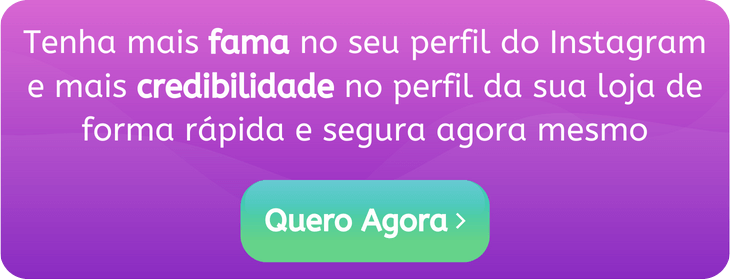 Tenha mais fama no seu perfil do Instagram
e mais credibilidade no perfil da sua loja de
forma rápida e segura agora mesmo
Quero Agora >